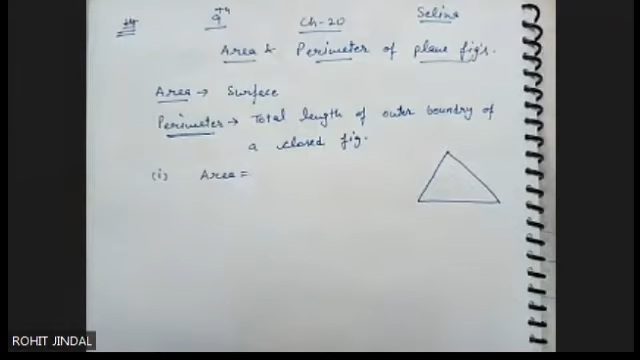 9th Ch-20 Selina
Area & Perimeter of plane fig's.
Area → Surface
Perimeter → Total length of outer boundry of
a closed fig.
(i) Area =
ROHIT JINDAL